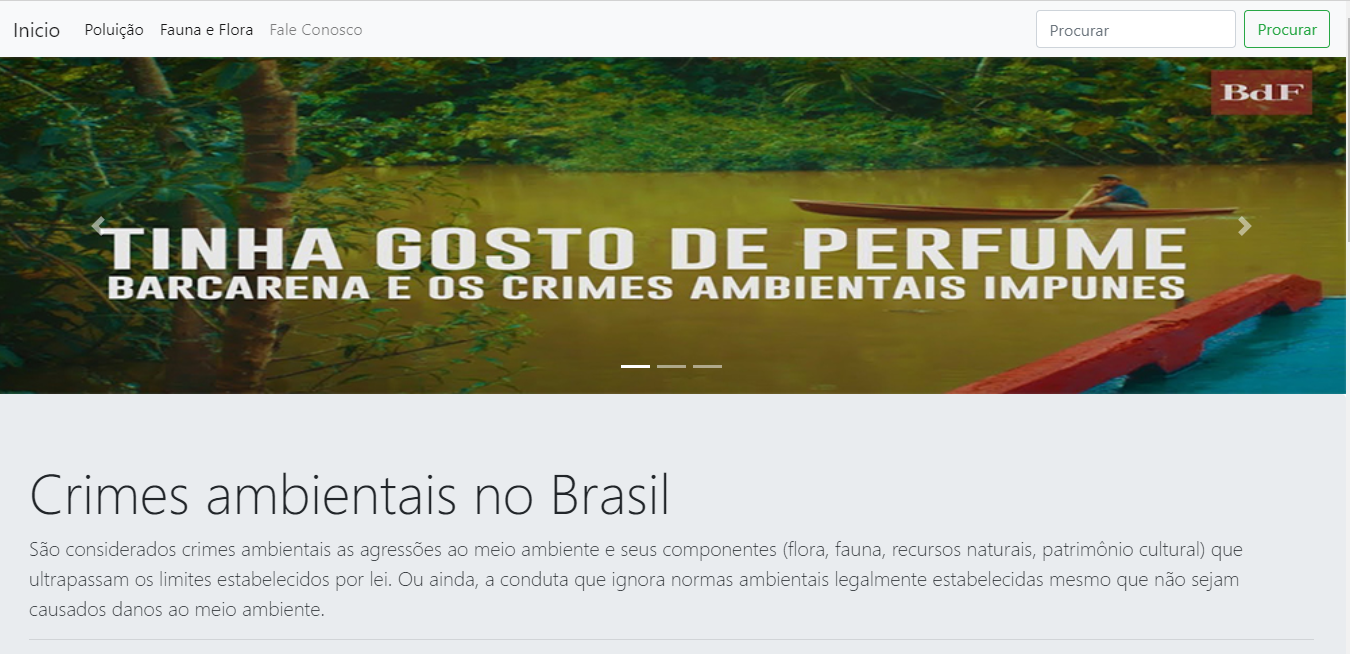 Inicio Poluição Fauna e Flora Fale Conosco Procurar Procurar
BdF
TINHA GOSTO DE PERFUME
BARCARENA E OS CRIMES AMBIENTAIS IMPUNES
Crimes ambientais no Brasil
São considerados crimes ambientais as agressões ao meio ambiente e seus componentes (flora, fauna, recursos naturais, patrimônio cultural) que
ultrapassam os limites estabelecidos por lei. Ou ainda, a conduta que ignora normas ambientais legalmente estabelecidas mesmo que não sejam
causados danos ao meio ambiente.